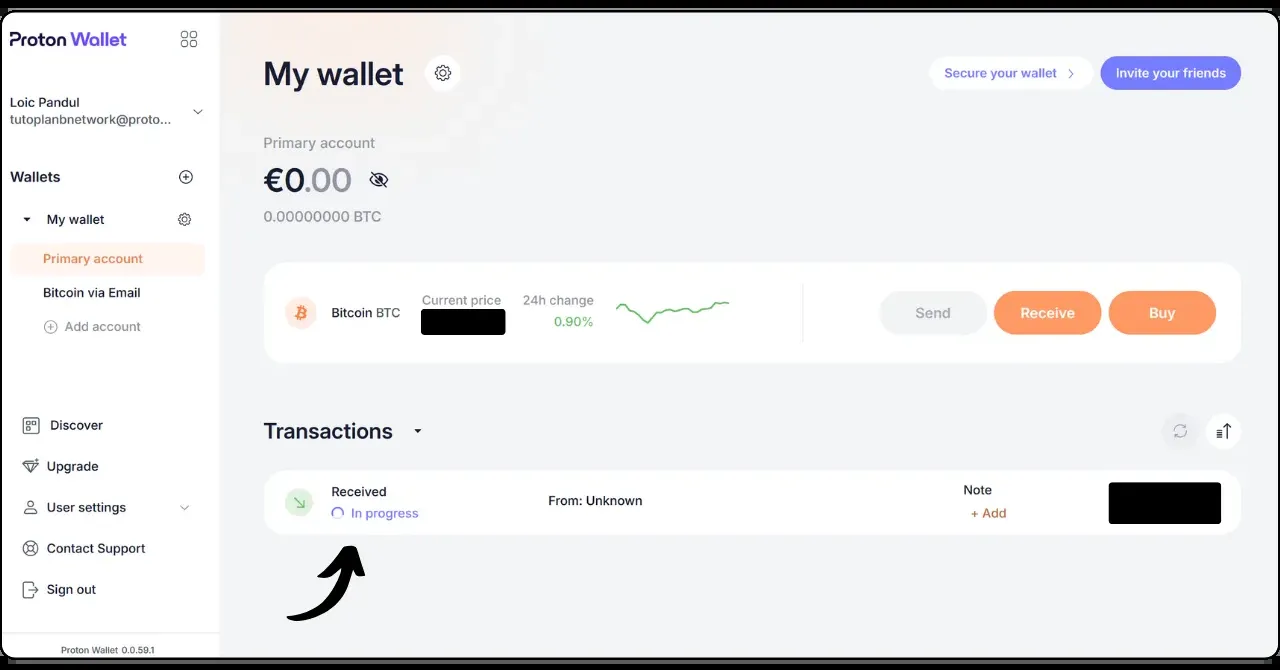 Proton Wallet
Loic Pandul
tutoplanbnetwork@proto...
Wallets
My wallet
Primary account
Bitcoin via Email
Add account
Discover
Upgrade
User settings
Contact Support
Sign out
Proton Wallet 0.0.59.1
My wallet
Secure your wallet
Invite your friends
Primary account
€0.00
0.00000000 BTC
Bitcoin BTC
Current price
24h change
0.90%
Send
Receive
Buy
Transactions
Received
In progress
From: Unknown
Note
+ Add